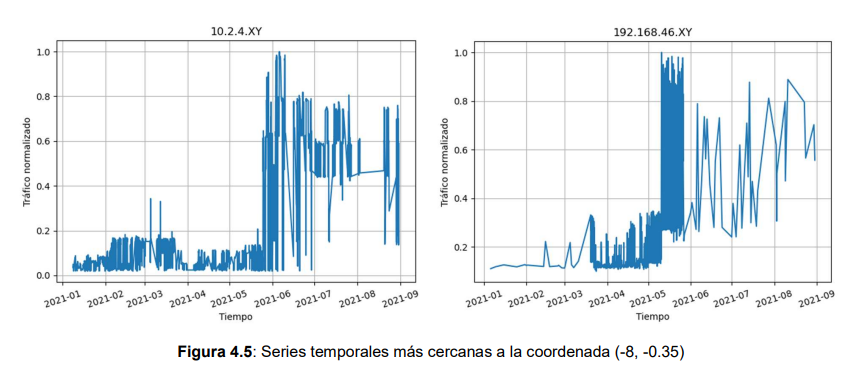 10.2.4.XY
192.168.46.XY
1.0
0.8
0.6
0.4
0.2
0.0
Tráfico normalizado
2021-01 2021-02 2021-03 2021-04 2021-05 2021-06 2021-07 2021-08 2021-09
Tiempo
1.0
0.8
0.6
0.4
0.2
Tráfico normalizado
2021-01 2021-02 2021-03 2021-04 2021-05 2021-06 2021-07 2021-08 2021-09
Tiempo
Figura 4.5: Series temporales más cercanas a la coordenada (-8, -0.35)